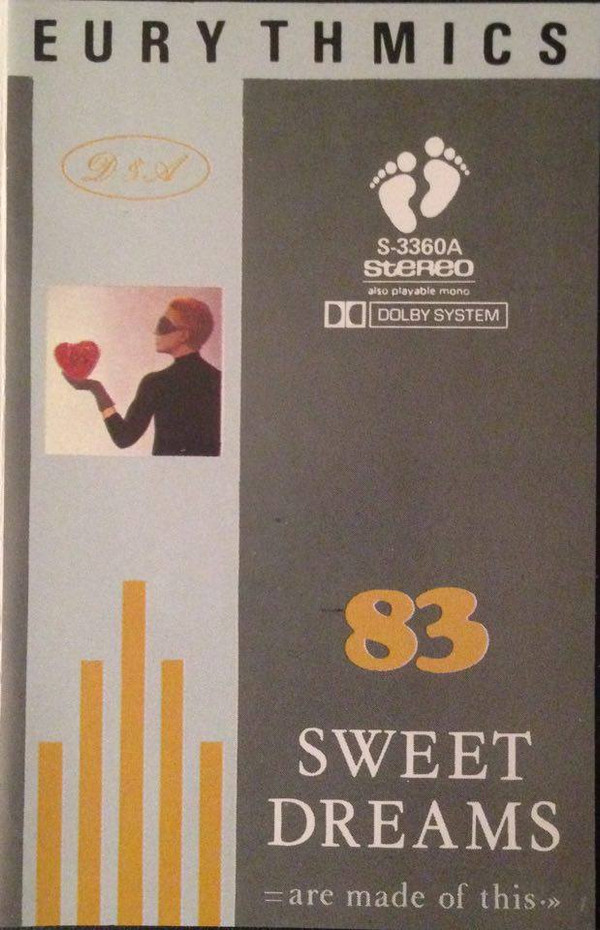 EURYTHMICS
D & A
S-3360A
stereo
also playable mono
DOLBY SYSTEM
83
SWEET
DREAMS
=are made of this·»